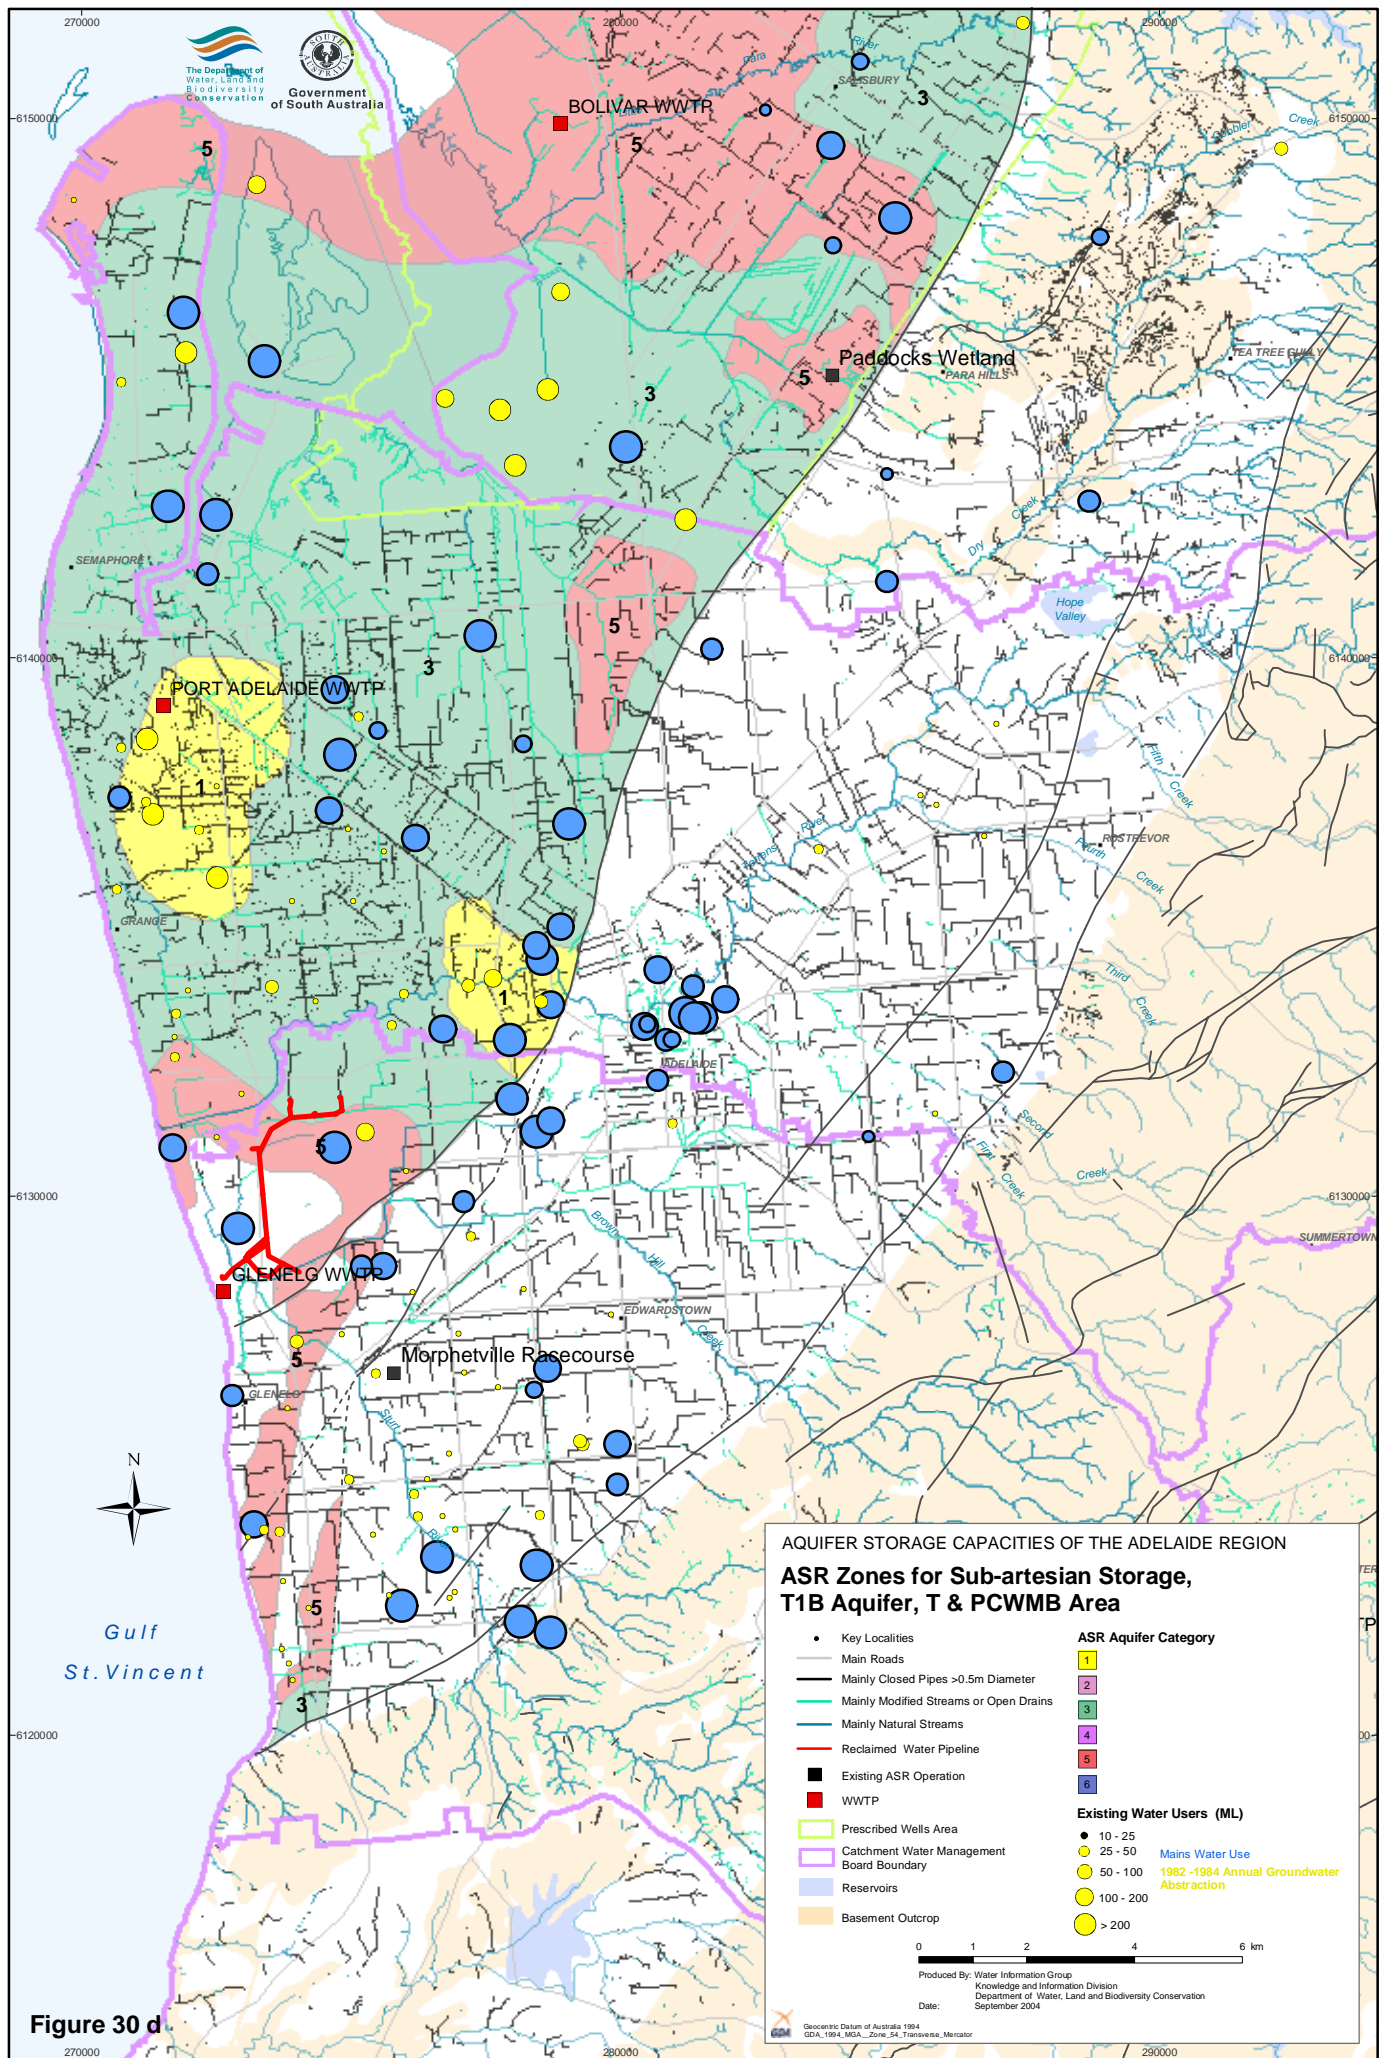 270000
280000
290000
The Department of
Water, Land and
Biodiversity
Conservation
SOUTH
AUSTRALIA
Government
of South Australia
River
Para
Little
SALISBURY
BOLIVAR WWTP
3
6150000
6150000
Cobbler
Creek
5
5
TEA TREE GULLY
Paddocks Wetland
PARA HILLS
5
3
Creek
Dry
SEMAPHORE
Hope
Valley
5
6140000
3
6140000
PORT ADELAIDE WWTP
Fifth
Creek
1
River
Torrens
ROSTREVOR
Fourth
Creek
GRANGE
Third
Creek
1
ADELAIDE
Second
Creek
First
Creek
5
6130000
6130000
Brown
Hill
Creek
SUMMERTOWN
GLENELG WWTP
EDWARDSTOWN
5
Morphetville Racecourse
GLENELG
Sturt
River
N
5
Gulf
St.Vincent
3
6120000
AQUIFER STORAGE CAPACITIES OF THE ADELAIDE REGION
ASR Zones for Sub-artesian Storage,
T1B Aquifer, T & PCWMB Area
Key Localities
Main Roads
Mainly Closed Pipes >0.5m Diameter
Mainly Modified Streams or Open Drains
Mainly Natural Streams
Reclaimed Water Pipeline
Existing ASR Operation
WWTP
Prescribed Wells Area
Catchment Water Management
Board Boundary
Reservoirs
Basement Outcrop
ASR Aquifer Category
1
2
3
4
5
6
Existing Water Users (ML)
10 - 25
25 - 50
50 - 100
100 - 200
> 200
Mains Water Use
1982 -1984 Annual Groundwater
Abstraction
0 1 2 4 6 km
Produced By: Water Information Group
Knowledge and Information Division
Department of Water, Land and Biodiversity Conservation
Date: September 2004
GDA
Geocentric Datum of Australia 1994
GDA_1994_MGA__Zone_54_Transverse_Mercator
Figure 30 d
270000
280000
290000